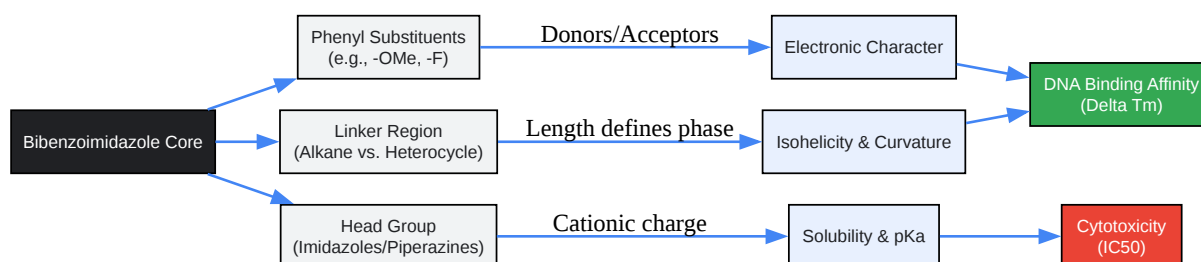 Phenyl Substituents
(e.g., -OMe, -F)
Donors/Acceptors
Electronic Character
DNA Binding Affinity
(Delta Tm)
Bibenzoimidazole Core
Linker Region
(Alkane vs. Heterocycle)
Length defines phase
Isohelicity & Curvature
Head Group
(Imidazoles/Piperazines)
Cationic charge
Solubility & pKa
Cytotoxicity
(IC50)